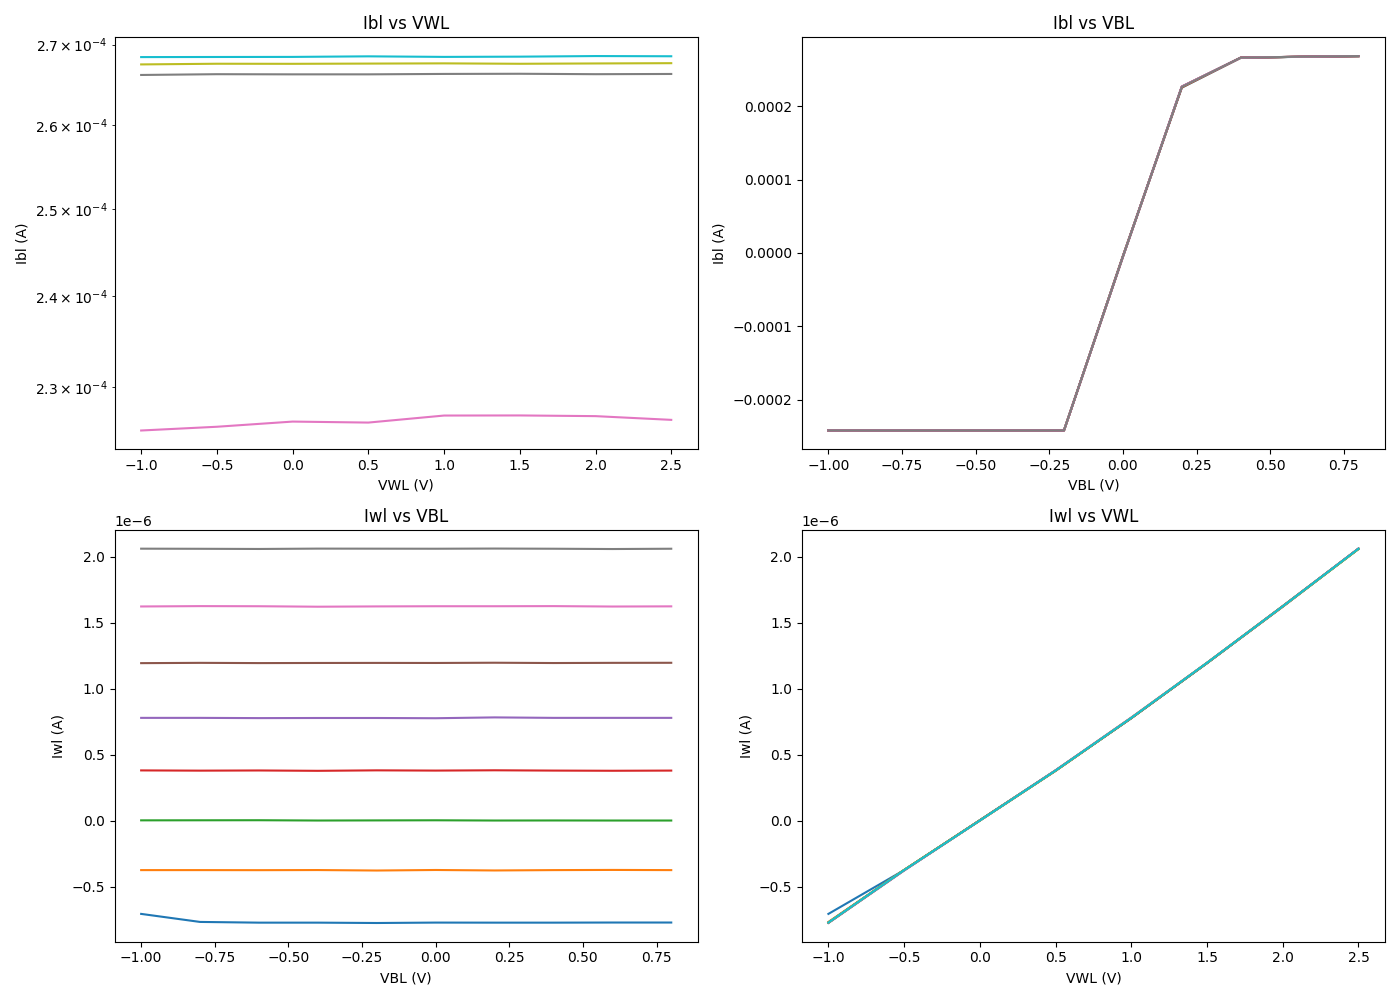 Ibl vs VWL
Ibl (A)
2.7 × 10⁻⁴
2.6 × 10⁻⁴
2.5 × 10⁻⁴
2.4 × 10⁻⁴
2.3 × 10⁻⁴
−1.0 −0.5 0.0 0.5 1.0 1.5 2.0 2.5
VWL (V)
Ibl vs VBL
Ibl (A)
0.0002
0.0001
0.0000
−0.0001
−0.0002
−1.00 −0.75 −0.50 −0.25 0.00 0.25 0.50 0.75
VBL (V)
Iwl vs VBL
1e−6
Iwl (A)
2.0
1.5
1.0
0.5
0.0
−0.5
−1.00 −0.75 −0.50 −0.25 0.00 0.25 0.50 0.75
VBL (V)
Iwl vs VWL
1e−6
Iwl (A)
2.0
1.5
1.0
0.5
0.0
−0.5
−1.0 −0.5 0.0 0.5 1.0 1.5 2.0 2.5
VWL (V)